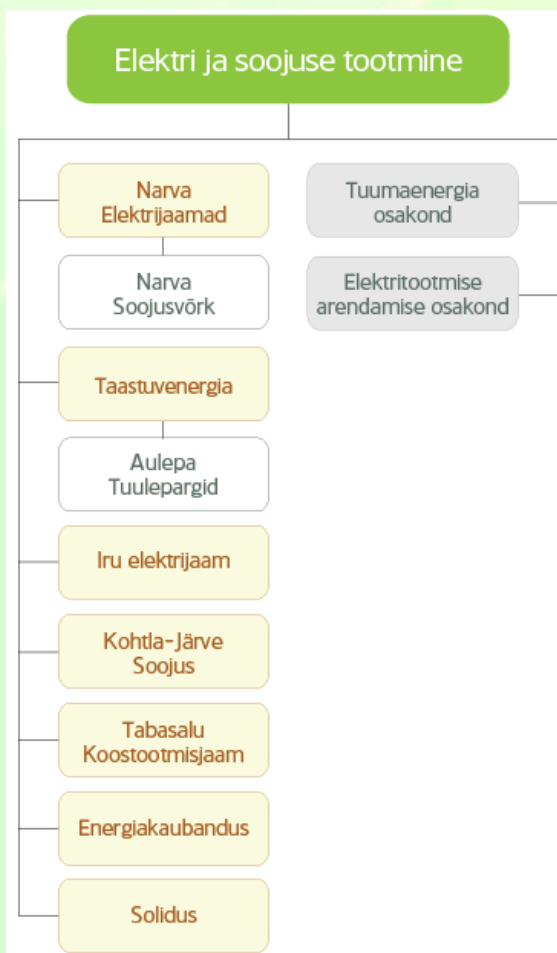 Elektri ja soojuse tootmine
Narva
Elektrijaamad
Narva
Soojusvõrk
Taastuvenergia
Aulepa
Tuulepargid
Iru elektrijaam
Kohtla-Järve
Soojus
Tabasalu
Koostootmisjaam
Energiakaubandus
Solidus
Tuumaenergia
osakond
Elektritootmise
arendamise osakond